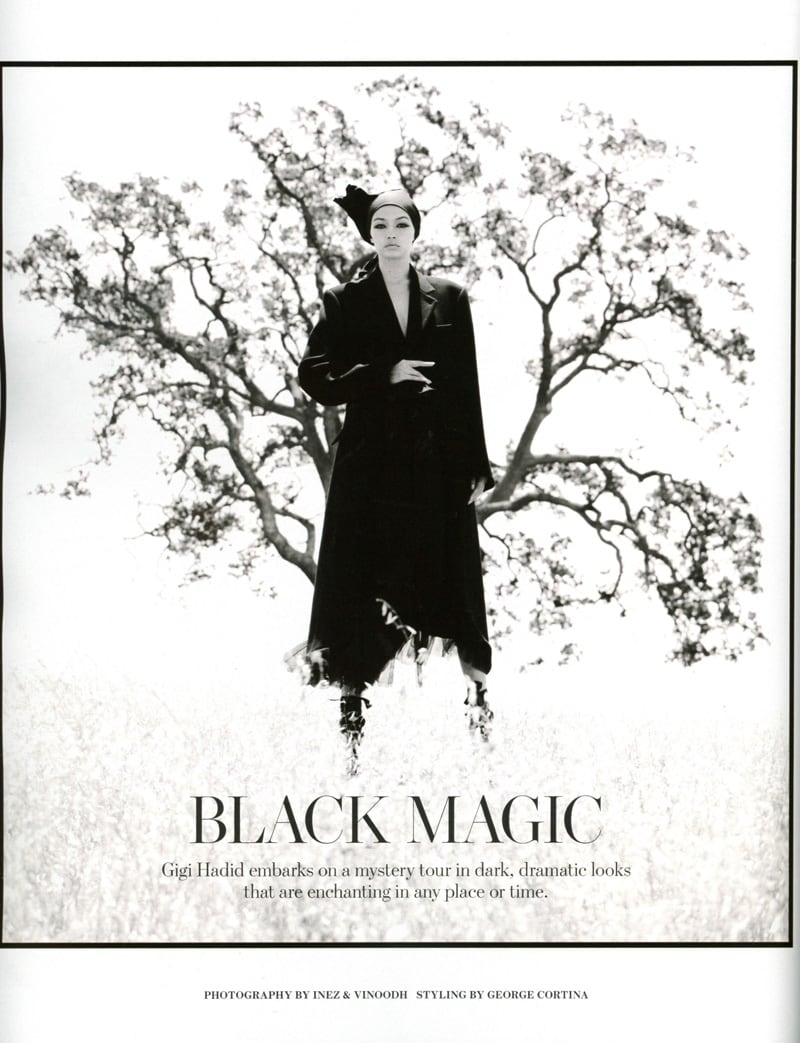 BLACK MAGIC
Gigi Hadid embarks on a mystery tour in dark, dramatic looks
that are enchanting in any place or time.
PHOTOGRAPHY BY INEZ & VINOODH STYLING BY GEORGE CORTINA